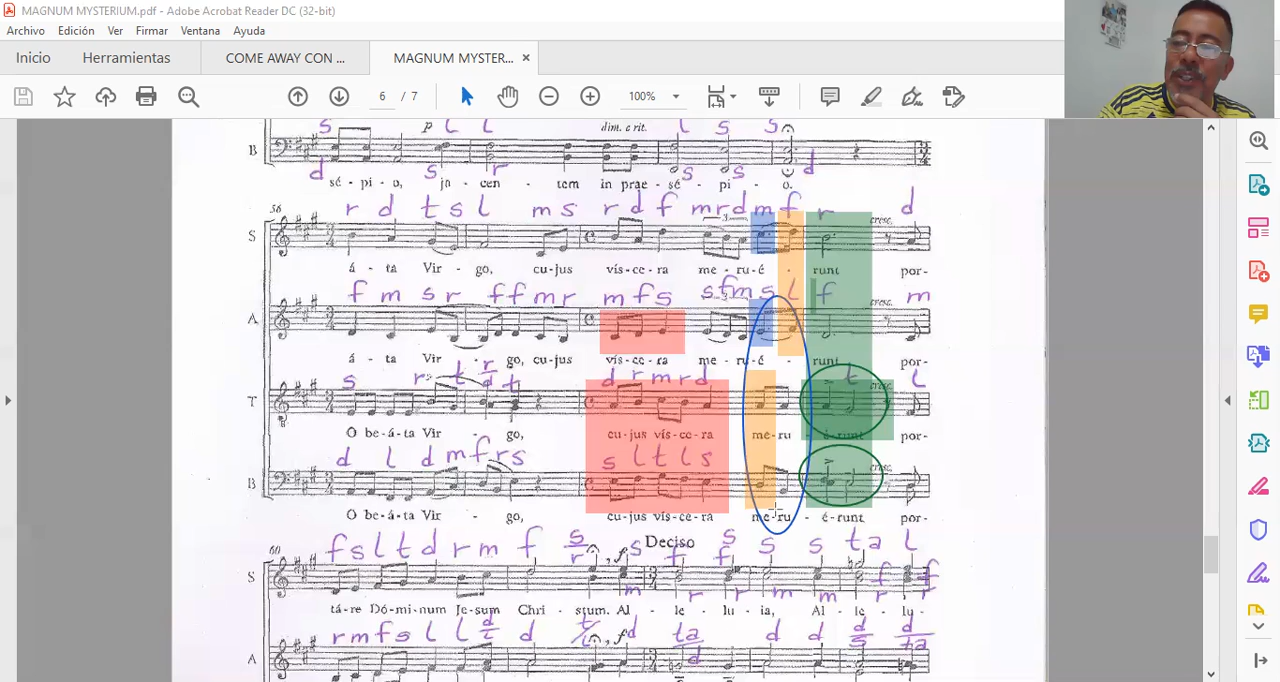 MAGNUM MYSTERIUM.pdf - Adobe Acrobat Reader DC (32-bit)
Archivo Edición Ver Firmar Ventana Ayuda
Inicio Herramientas COME AWAY CON ... MAGNUM MYSTER... ×
6 / 7 100%
s p l l dim. e rit. l s s
B
d s r s s d
sé - pi - o, ja - cen - tem in prae - sé - pi - o.
56 r d t s l m s r d f m r d m f r d
cresc.
S
á - ta Vir - go, cu-jus vís-ce-ra me - ru-é - runt por-
f m s r f f m r m f s s f m s l f m
cresc.
A
á - ta Vir - go, cu-jus vís-ce-ra me - ru-é - runt por-
s r t r d t d r m r d t l
cresc.
T
O be-á-ta Vir - go, cu-jus vís-ce-ra me-ru - é-runt por-
d l d m f r s s l t l s
cresc.
B
O be-á-ta Vir - go, cu-jus vís-ce-ra me-ru - é-runt por-
Deciso
60 f s l t d r m f s r s s s s ta l
S
tá-re Dó-mi-num Je-sum Chri - stum. Al - le - lu - ia, Al - le - lu -
r m f s l l d d ta d d d s d ta
A